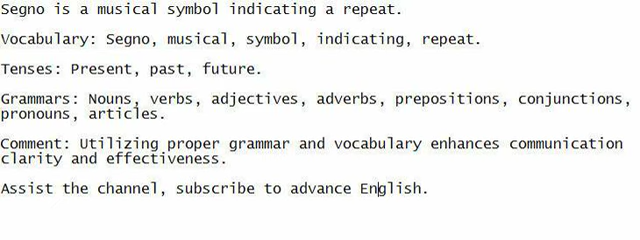 Segno is a musical symbol indicating a repeat.
Vocabulary: Segno, musical, symbol, indicating, repeat.
Tenses: Present, past, future.
Grammars: Nouns, verbs, adjectives, adverbs, prepositions, conjunctions,
pronouns, articles.
Comment: Utilizing proper grammar and vocabulary enhances communication
clarity and effectiveness.
Assist the channel, subscribe to advance English.